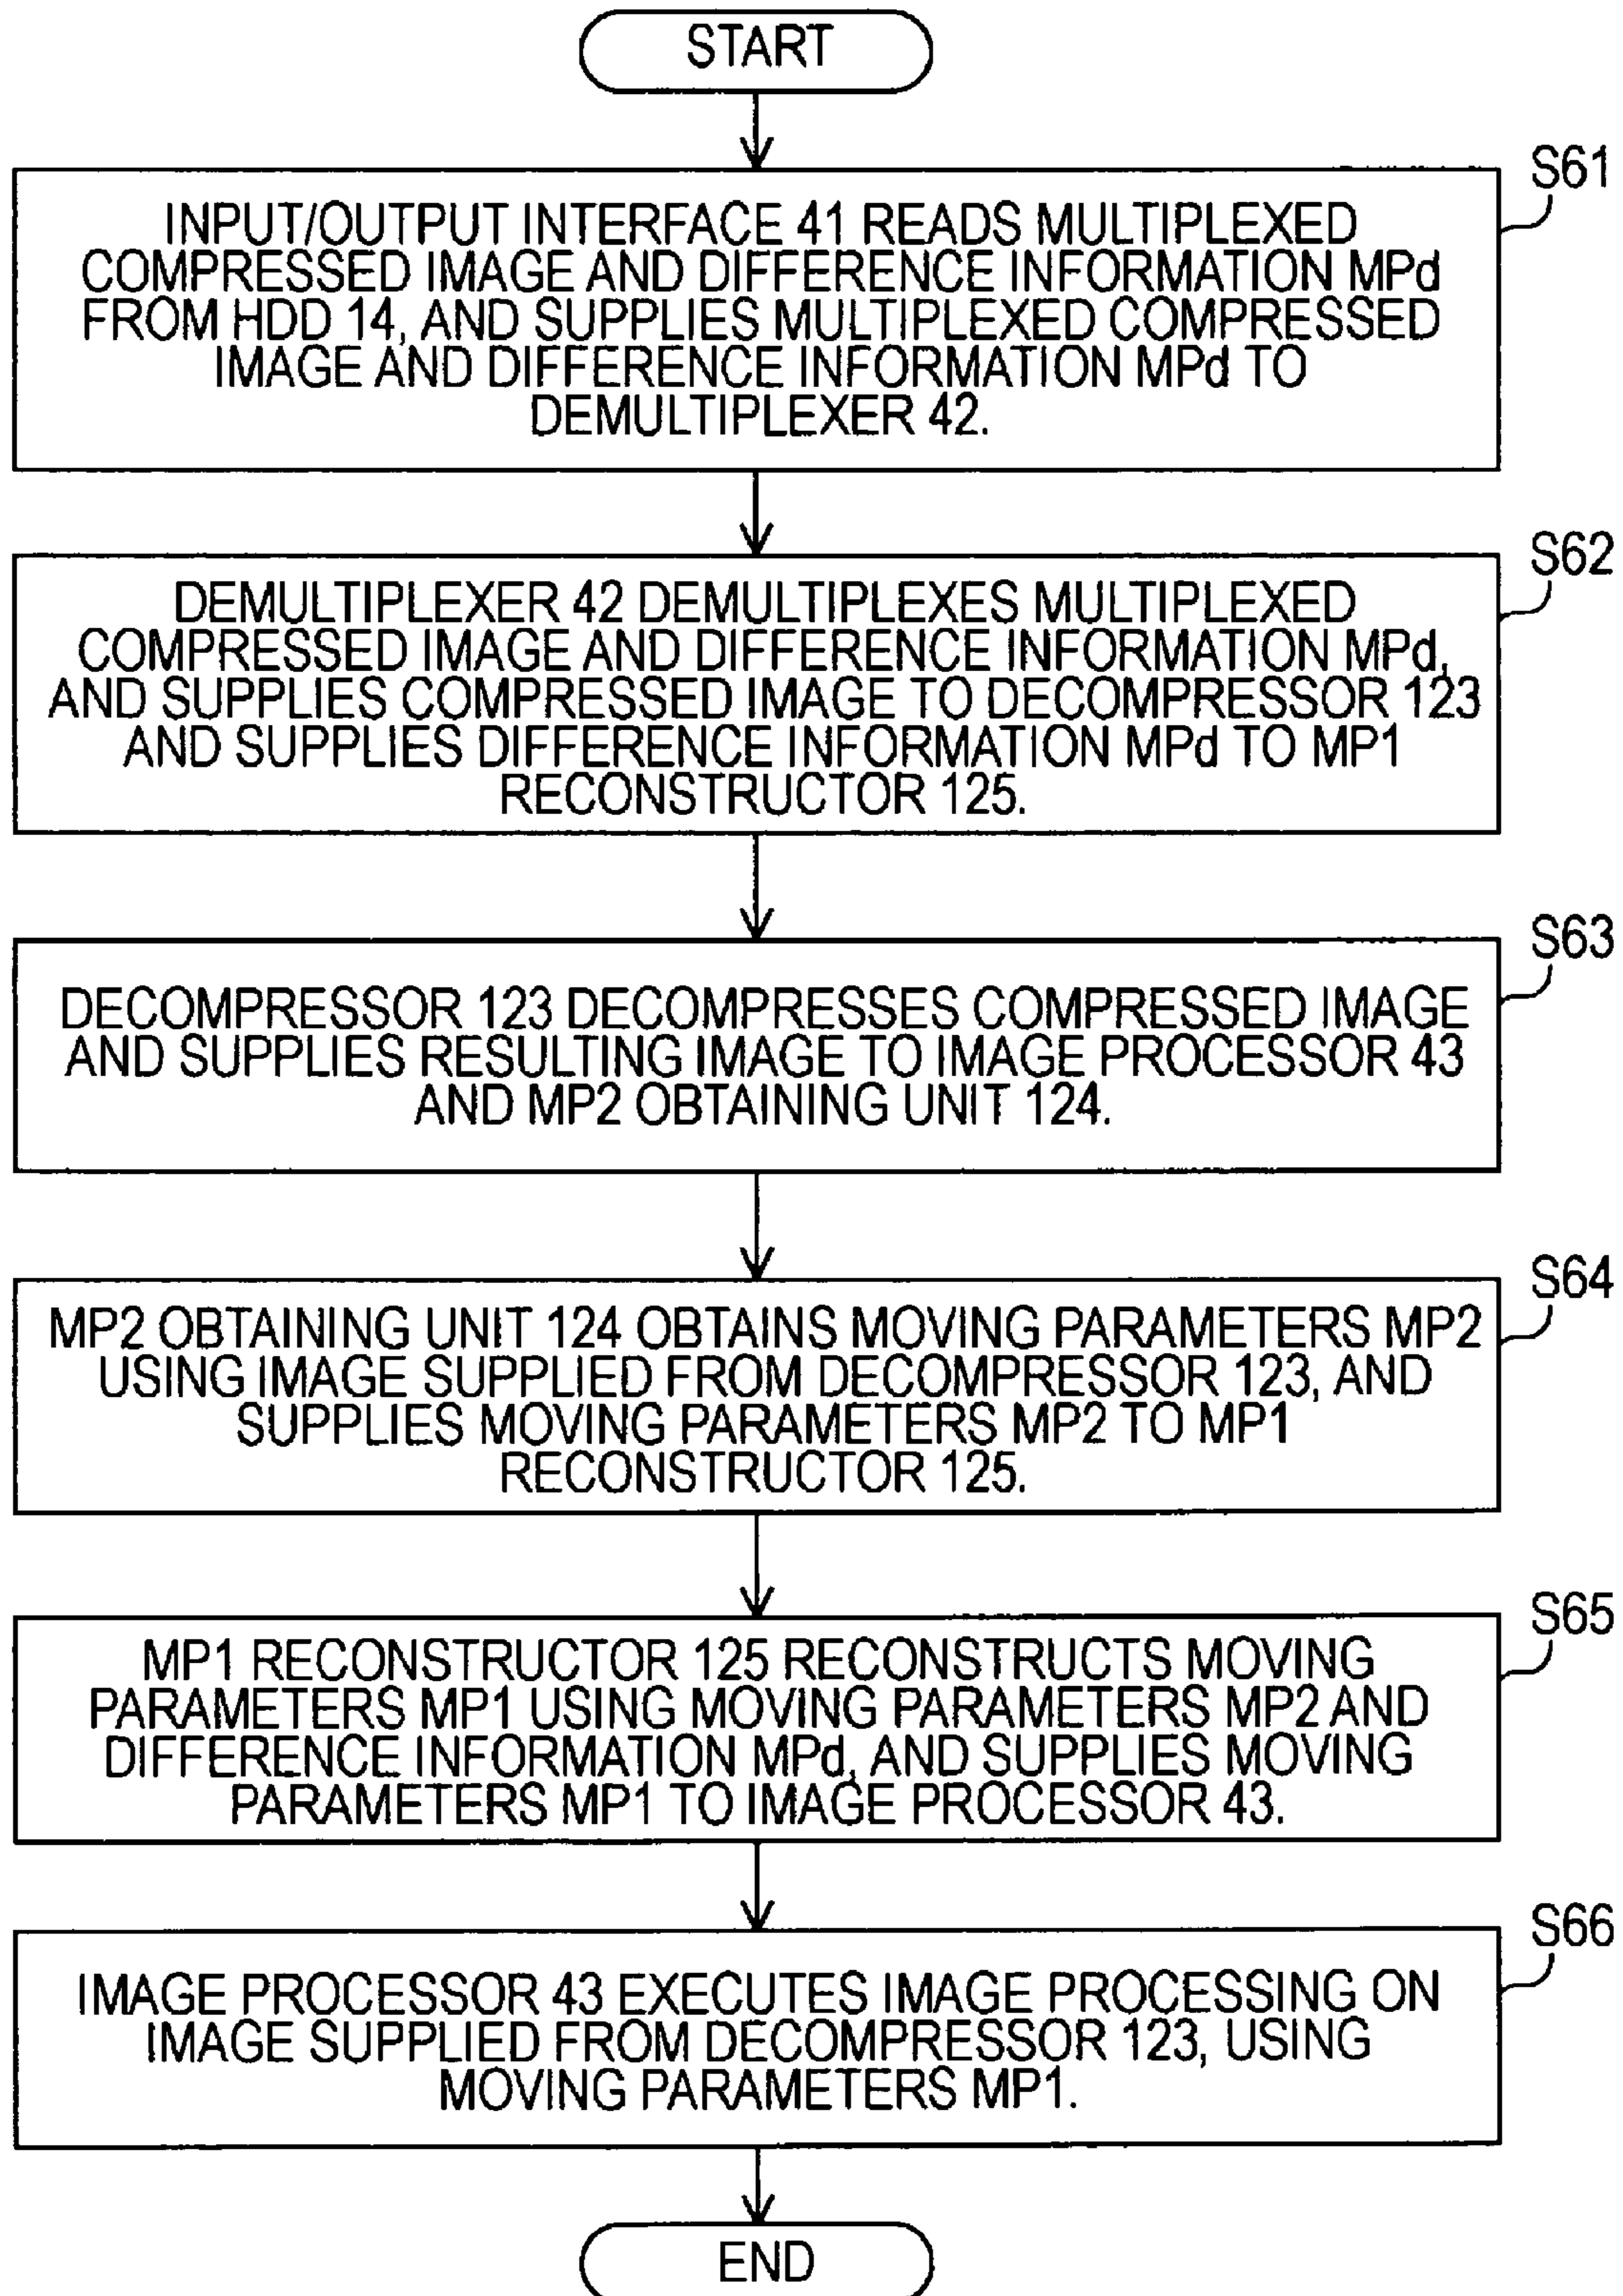 START
S61
INPUT/OUTPUT INTERFACE 41 READS MULTIPLEXED
COMPRESSED IMAGE AND DIFFERENCE INFORMATION MPd
FROM HDD 14, AND SUPPLIES MULTIPLEXED COMPRESSED
IMAGE AND DIFFERENCE INFORMATION MPd TO
DEMULTIPLEXER 42.
S62
DEMULTIPLEXER 42 DEMULTIPLEXES MULTIPLEXED
COMPRESSED IMAGE AND DIFFERENCE INFORMATION MPd,
AND SUPPLIES COMPRESSED IMAGE TO DECOMPRESSOR 123
AND SUPPLIES DIFFERENCE INFORMATION MPd TO MP1
RECONSTRUCTOR 125.
S63
DECOMPRESSOR 123 DECOMPRESSES COMPRESSED IMAGE
AND SUPPLIES RESULTING IMAGE TO IMAGE PROCESSOR 43
AND MP2 OBTAINING UNIT 124.
S64
MP2 OBTAINING UNIT 124 OBTAINS MOVING PARAMETERS MP2
USING IMAGE SUPPLIED FROM DECOMPRESSOR 123, AND
SUPPLIES MOVING PARAMETERS MP2 TO MP1
RECONSTRUCTOR 125.
S65
MP1 RECONSTRUCTOR 125 RECONSTRUCTS MOVING
PARAMETERS MP1 USING MOVING PARAMETERS MP2 AND
DIFFERENCE INFORMATION MPd, AND SUPPLIES MOVING
PARAMETERS MP1 TO IMAGE PROCESSOR 43.
S66
IMAGE PROCESSOR 43 EXECUTES IMAGE PROCESSING ON
IMAGE SUPPLIED FROM DECOMPRESSOR 123, USING
MOVING PARAMETERS MP1.
END